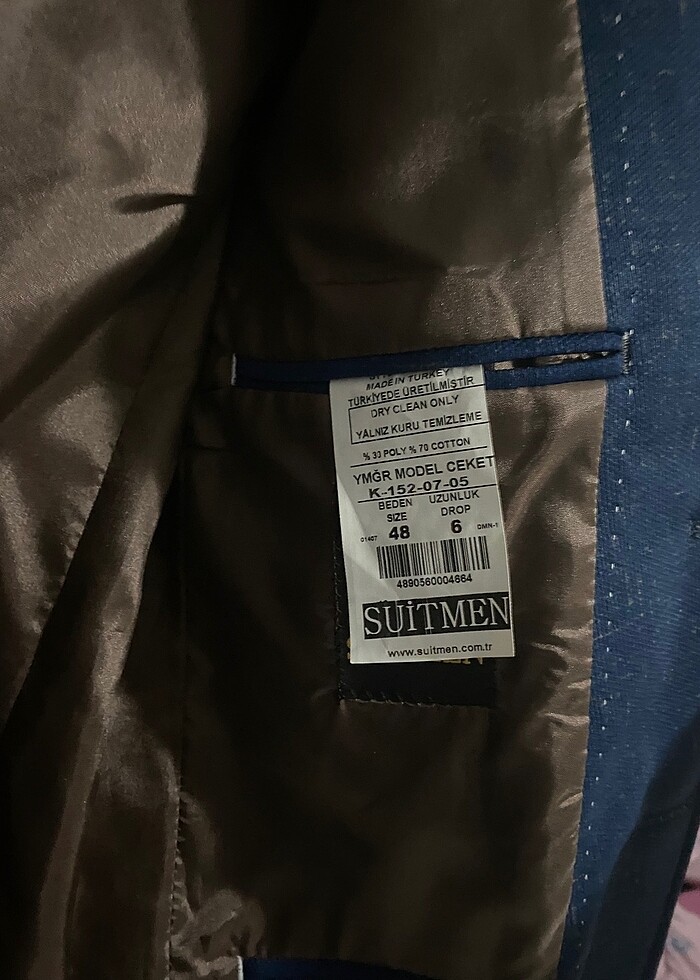 MADE IN TURKEY
TÜRKİYEDE ÜRETİLMİŞTİR
DRY CLEAN ONLY
YALNIZ KURU TEMİZLEME
% 30 POLY % 70 COTTON
YMĞR MODEL CEKET
K-152-07-05
BEDEN UZUNLUK
SIZE DROP
01407 48 6 DMN-1
4890560004664
SUİTMEN
www.suitmen.com.tr